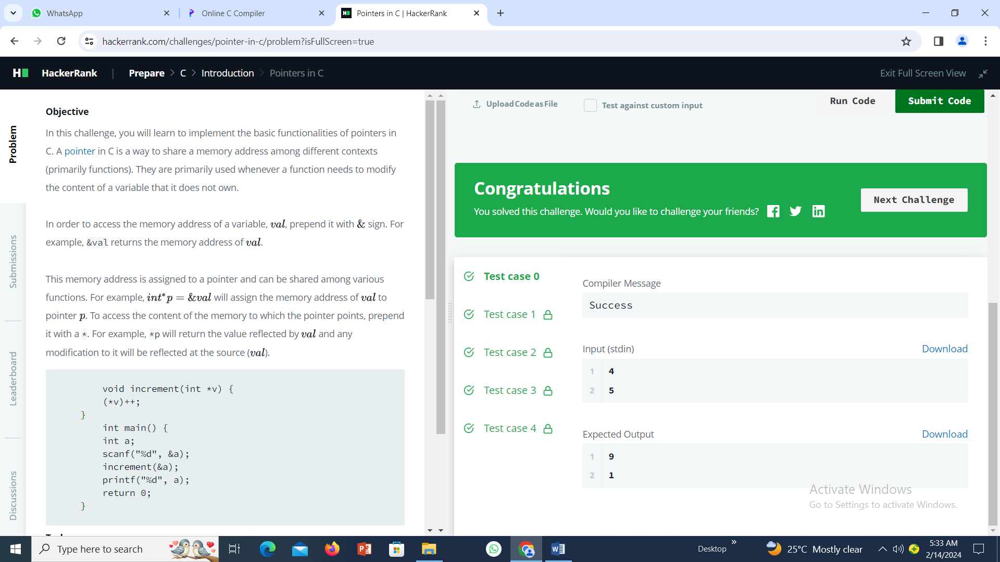 WhatsApp
Online C Compiler
Pointers in C | HackerRank
hackerrank.com/challenges/pointer-in-c/problem?isFullScreen=true
H HackerRank | Prepare > C > Introduction > Pointers in C
Exit Full Screen View
Problem
Submissions
Leaderboard
Discussions
Objective
In this challenge, you will learn to implement the basic functionalities of pointers in
C. A pointer in C is a way to share a memory address among different contexts
(primarily functions). They are primarily used whenever a function needs to modify
the content of a variable that it does not own.
In order to access the memory address of a variable, val, prepend it with & sign. For
example, &val returns the memory address of val.
This memory address is assigned to a pointer and can be shared among various
functions. For example, int* p = &val will assign the memory address of val to
pointer p. To access the content of the memory to which the pointer points, prepend
it with a *. For example, *p will return the value reflected by val and any
modification to it will be reflected at the source (val).
void increment(int *v) {
(*v)++;
}
int main() {
int a;
scanf("%d", &a);
increment(&a);
printf("%d", a);
return 0;
}
Upload Code as File
Test against custom input
Run Code
Submit Code
Congratulations
You solved this challenge. Would you like to challenge your friends?
Next Challenge
Test case 0
Test case 1
Test case 2
Test case 3
Test case 4
Compiler Message
Success
Input (stdin)
Download
1 4
2 5
Expected Output
Download
1 9
2 1
Activate Windows
Go to Settings to activate Windows.
Type here to search
Desktop
25°C Mostly clear
5:33 AM
2/14/2024